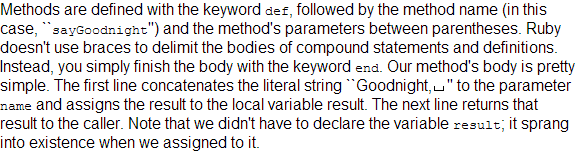 Methods are defined with the keyword def, followed by the method name (in this
case, ``sayGoodnight'') and the method's parameters between parentheses. Ruby
doesn't use braces to delimit the bodies of compound statements and definitions.
Instead, you simply finish the body with the keyword end. Our method's body is pretty
simple. The first line concatenates the literal string ``Goodnight,␣'' to the parameter
name and assigns the result to the local variable result. The next line returns that
result to the caller. Note that we didn't have to declare the variable result; it sprang
into existence when we assigned to it.